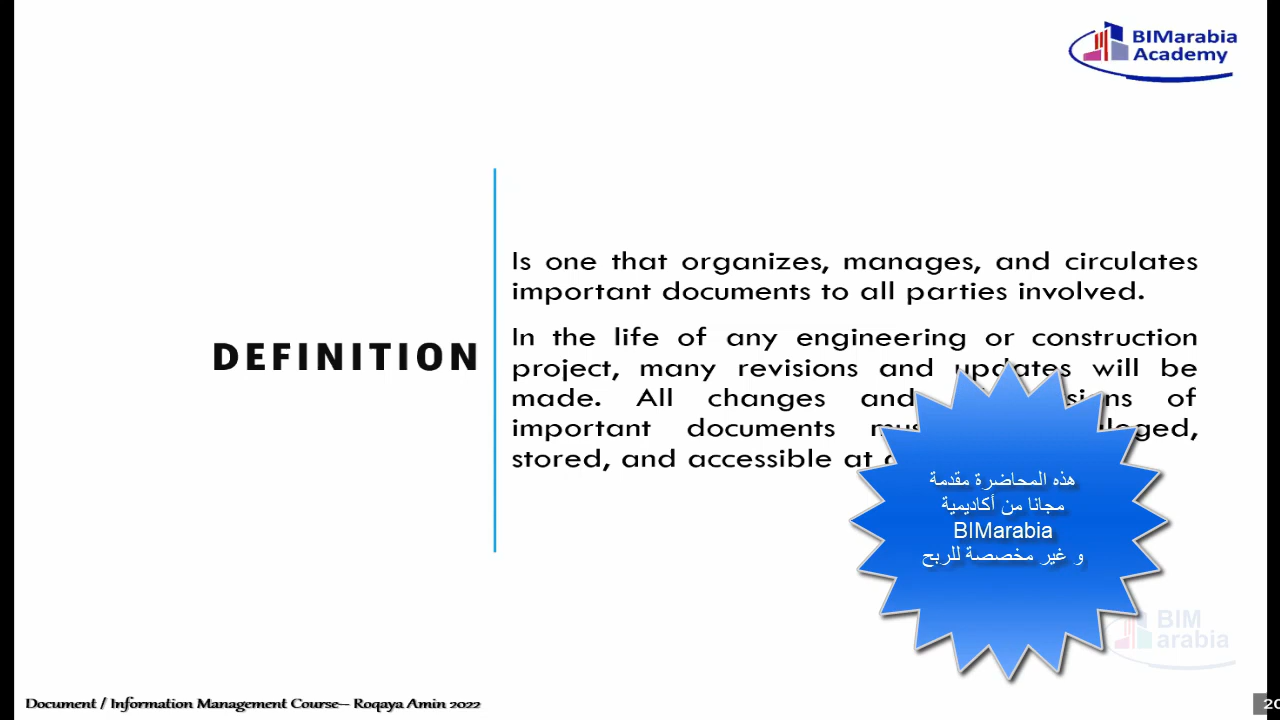 BIMarabia
Academy
DEFINITION
Is one that organizes, manages, and circulates
important documents to all parties involved.
In the life of any engineering or construction
project, many revisions and updates will be
made. All changes and of
important documents
stored, and accessible at
هذه المحاضرة مقدمة
مجانا من أكاديمية
BIMarabia
و غير مخصصة للربح
BIM
arabia
Document / Information Management Course– Roqaya Amin 2022
20